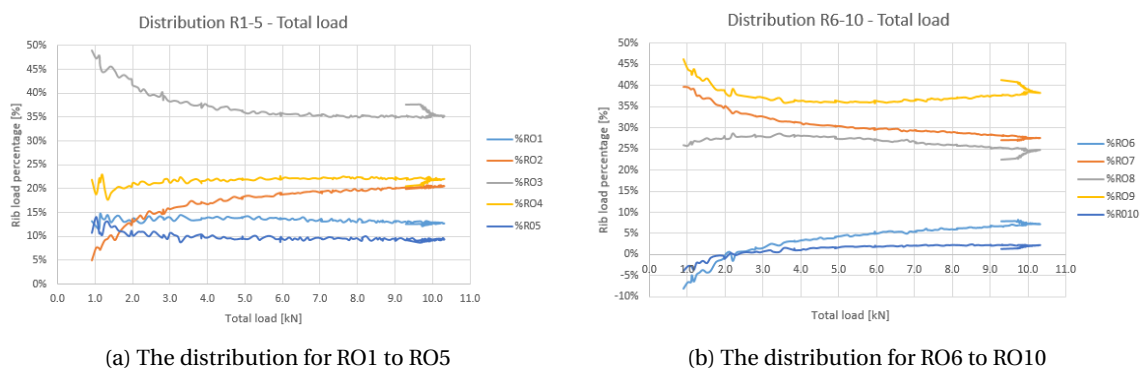 Distribution R1-5 - Total load
50%
45%
40%
35%
30%
25%
20%
15%
10%
5%
0%
Rib load percentage [%]
0.0 1.0 2.0 3.0 4.0 5.0 6.0 7.0 8.0 9.0 10.0 11.0
Total load [kN]
%RO1
%RO2
%RO3
%RO4
%R05
(a) The distribution for RO1 to RO5
Distribution R6-10 - Total load
50%
45%
40%
35%
30%
25%
20%
15%
10%
5%
0%
-5%
-10%
Rib load percentage [%]
0.0 1.0 2.0 3.0 4.0 5.0 6.0 7.0 8.0 9.0 10.0 11.0
Total load [kN]
%RO6
%RO7
%RO8
%RO9
%RO10
(b) The distribution for RO6 to RO10